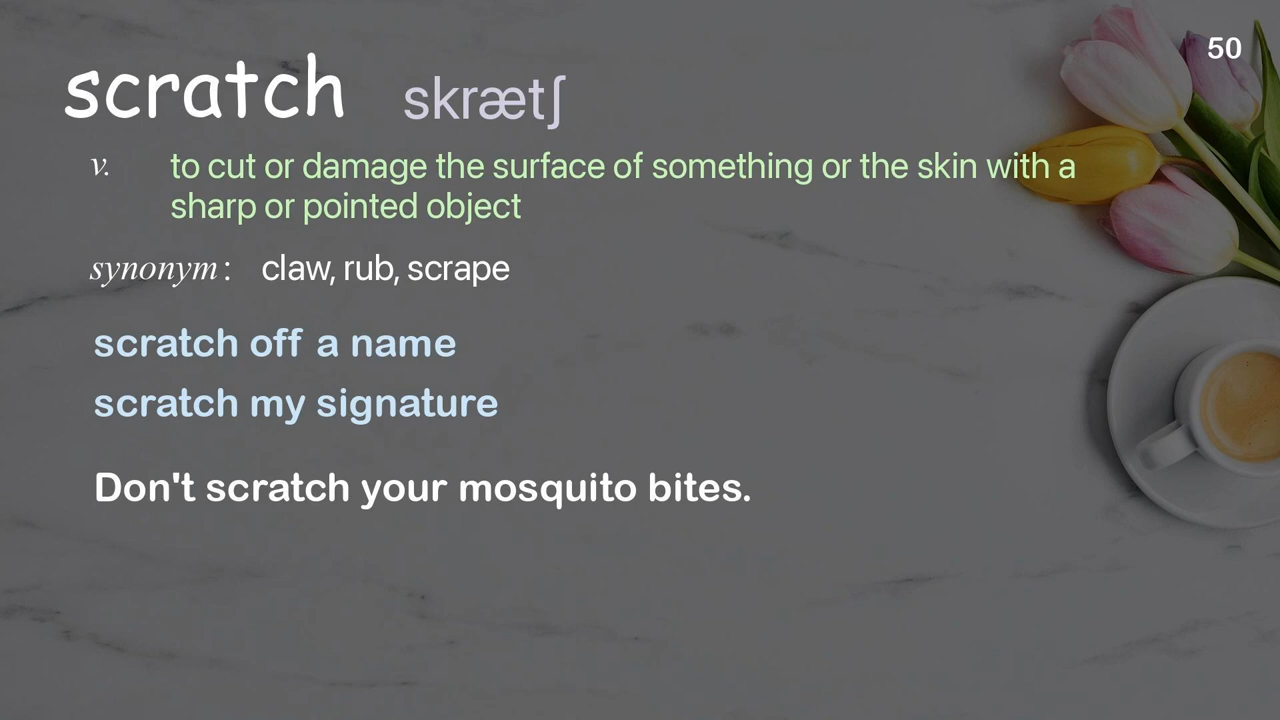 50
scratch skrætʃ
v. to cut or damage the surface of something or the skin with a
sharp or pointed object
synonym : claw, rub, scrape
scratch off a name
scratch my signature
Don't scratch your mosquito bites.